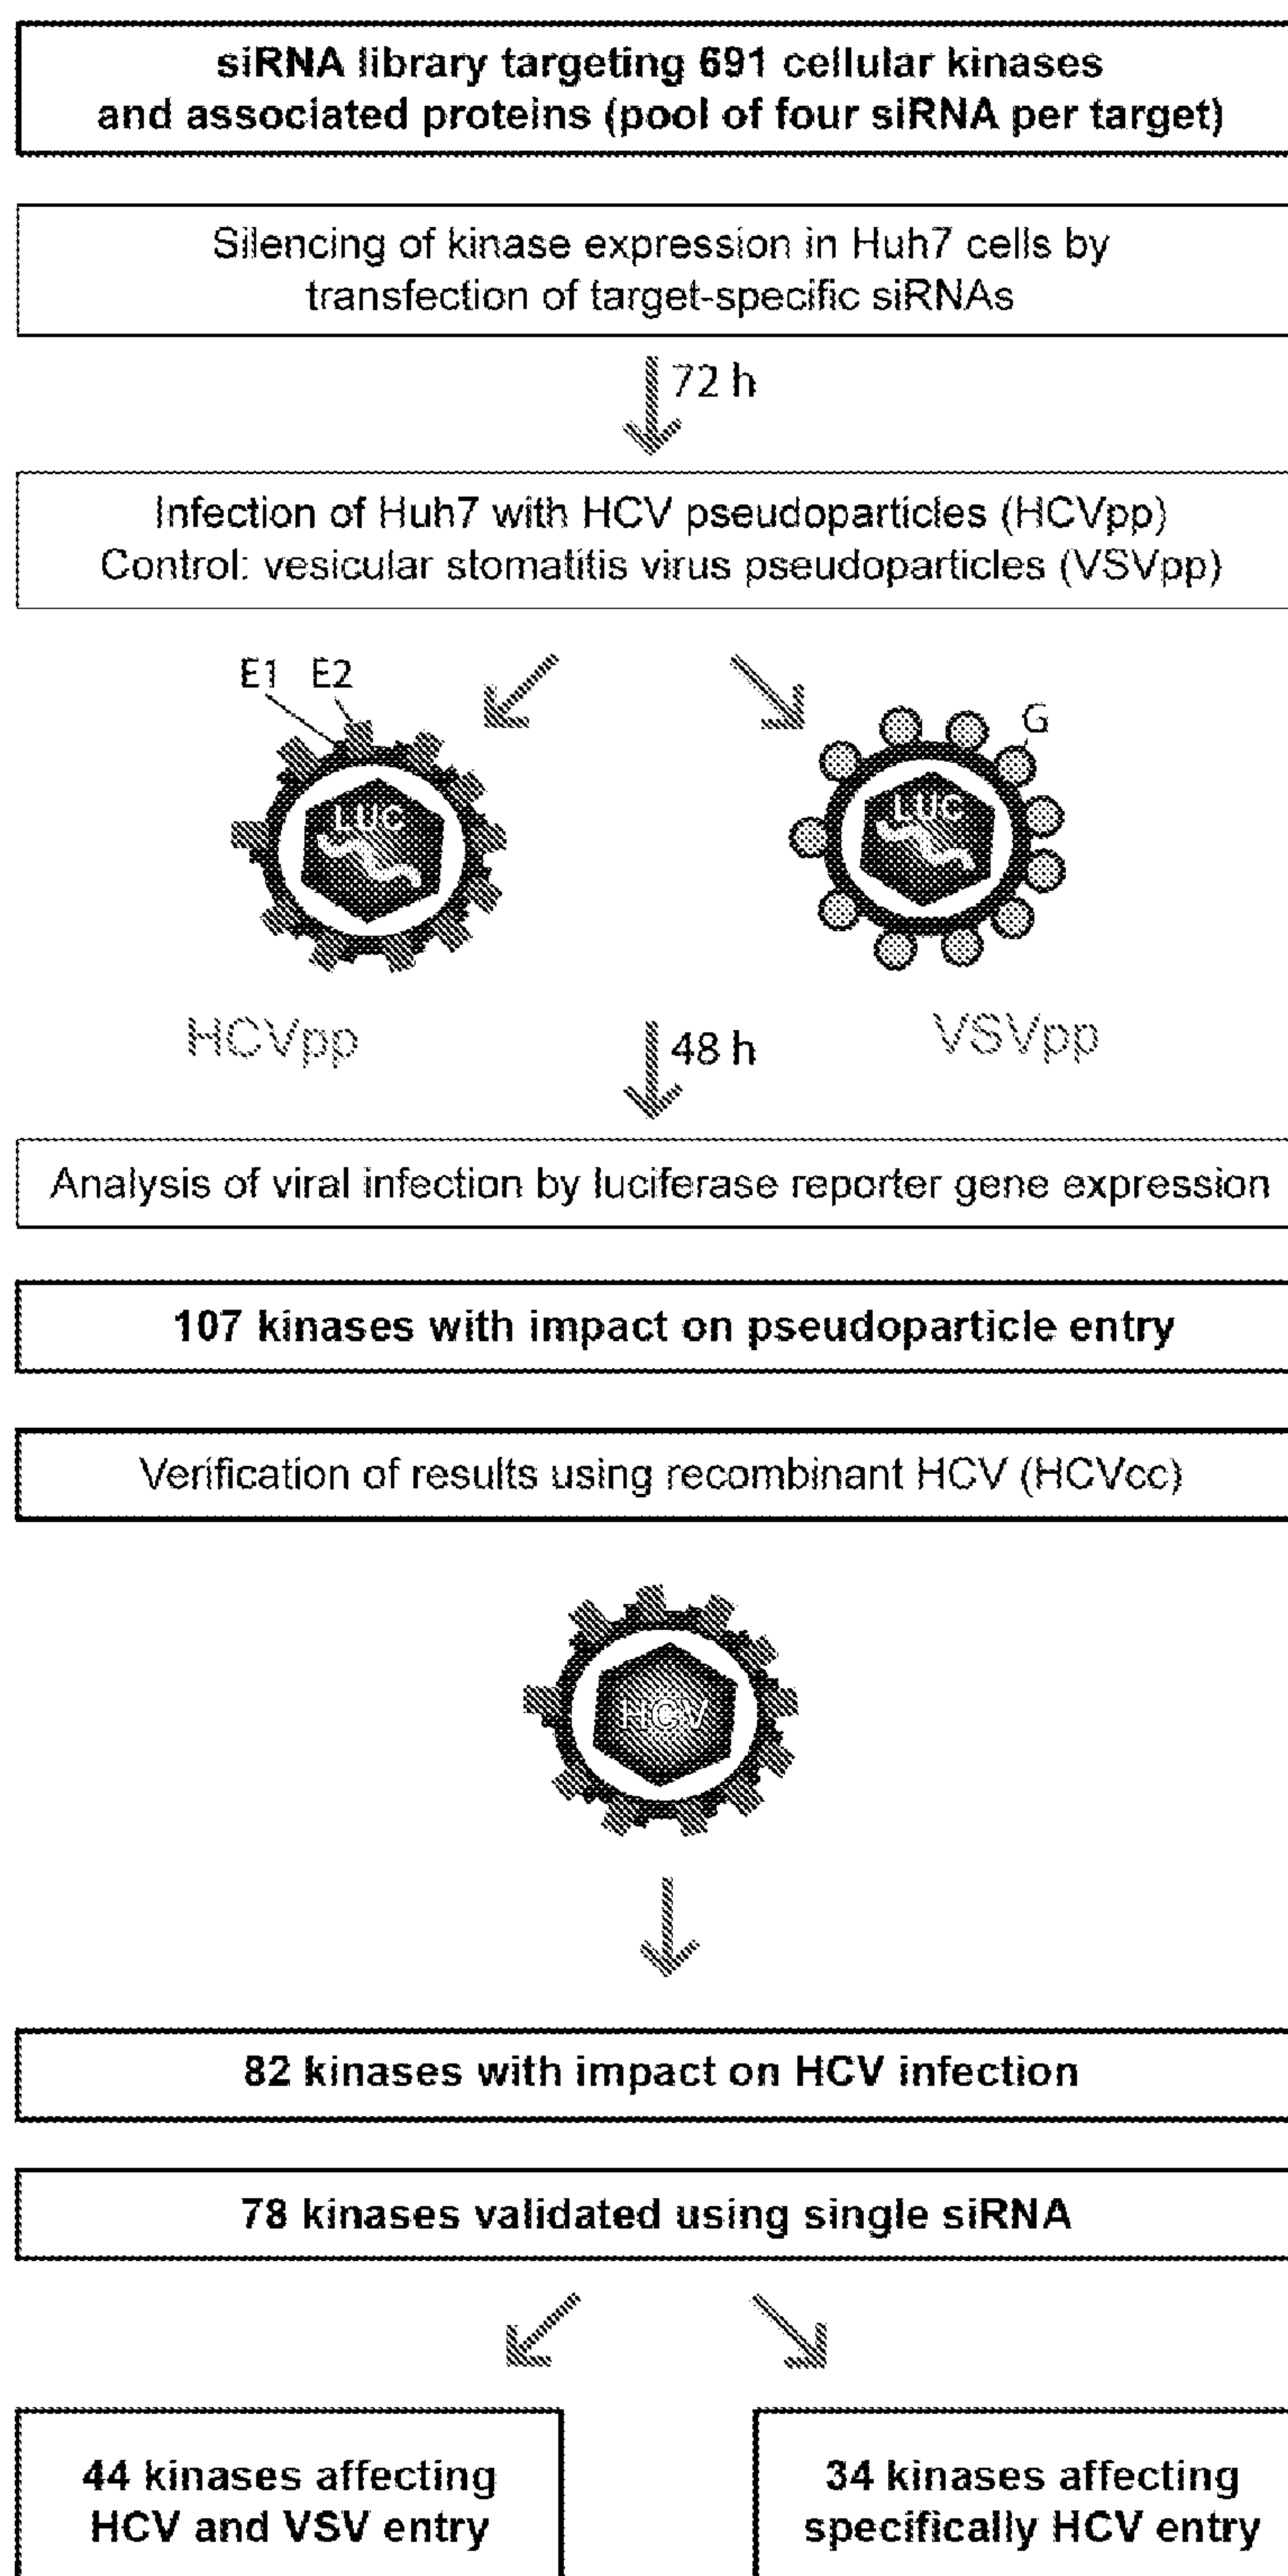 siRNA library targeting 691 cellular kinases
and associated proteins (pool of four siRNA per target)
Silencing of kinase expression in Huh7 cells by
transfection of target-specific siRNAs
72 h
Infection of Huh7 with HCV pseudoparticles (HCVpp)
Control: vesicular stomatitis virus pseudoparticles (VSVpp)
E1 E2
G
LUC
LUC
HCVpp
48 h
VSVpp
Analysis of viral infection by luciferase reporter gene expression
107 kinases with impact on pseudoparticle entry
Verification of results using recombinant HCV (HCVcc)
HCV
82 kinases with impact on HCV infection
78 kinases validated using single siRNA
44 kinases affecting
HCV and VSV entry
34 kinases affecting
specifically HCV entry